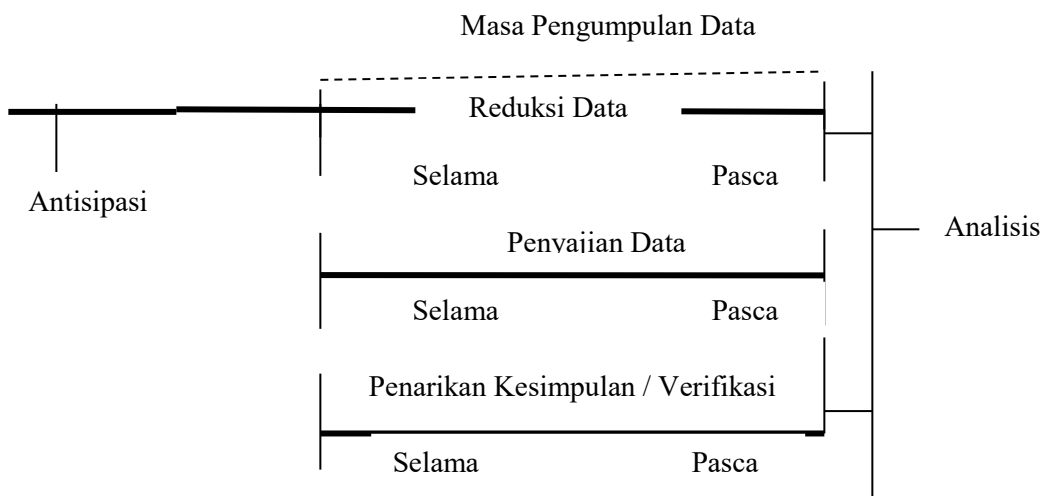 Masa Pengumpulan Data
Reduksi Data
Selama Pasca
Antisipasi
Penyajian Data
Analisis
Selama Pasca
Penarikan Kesimpulan / Verifikasi
Selama Pasca